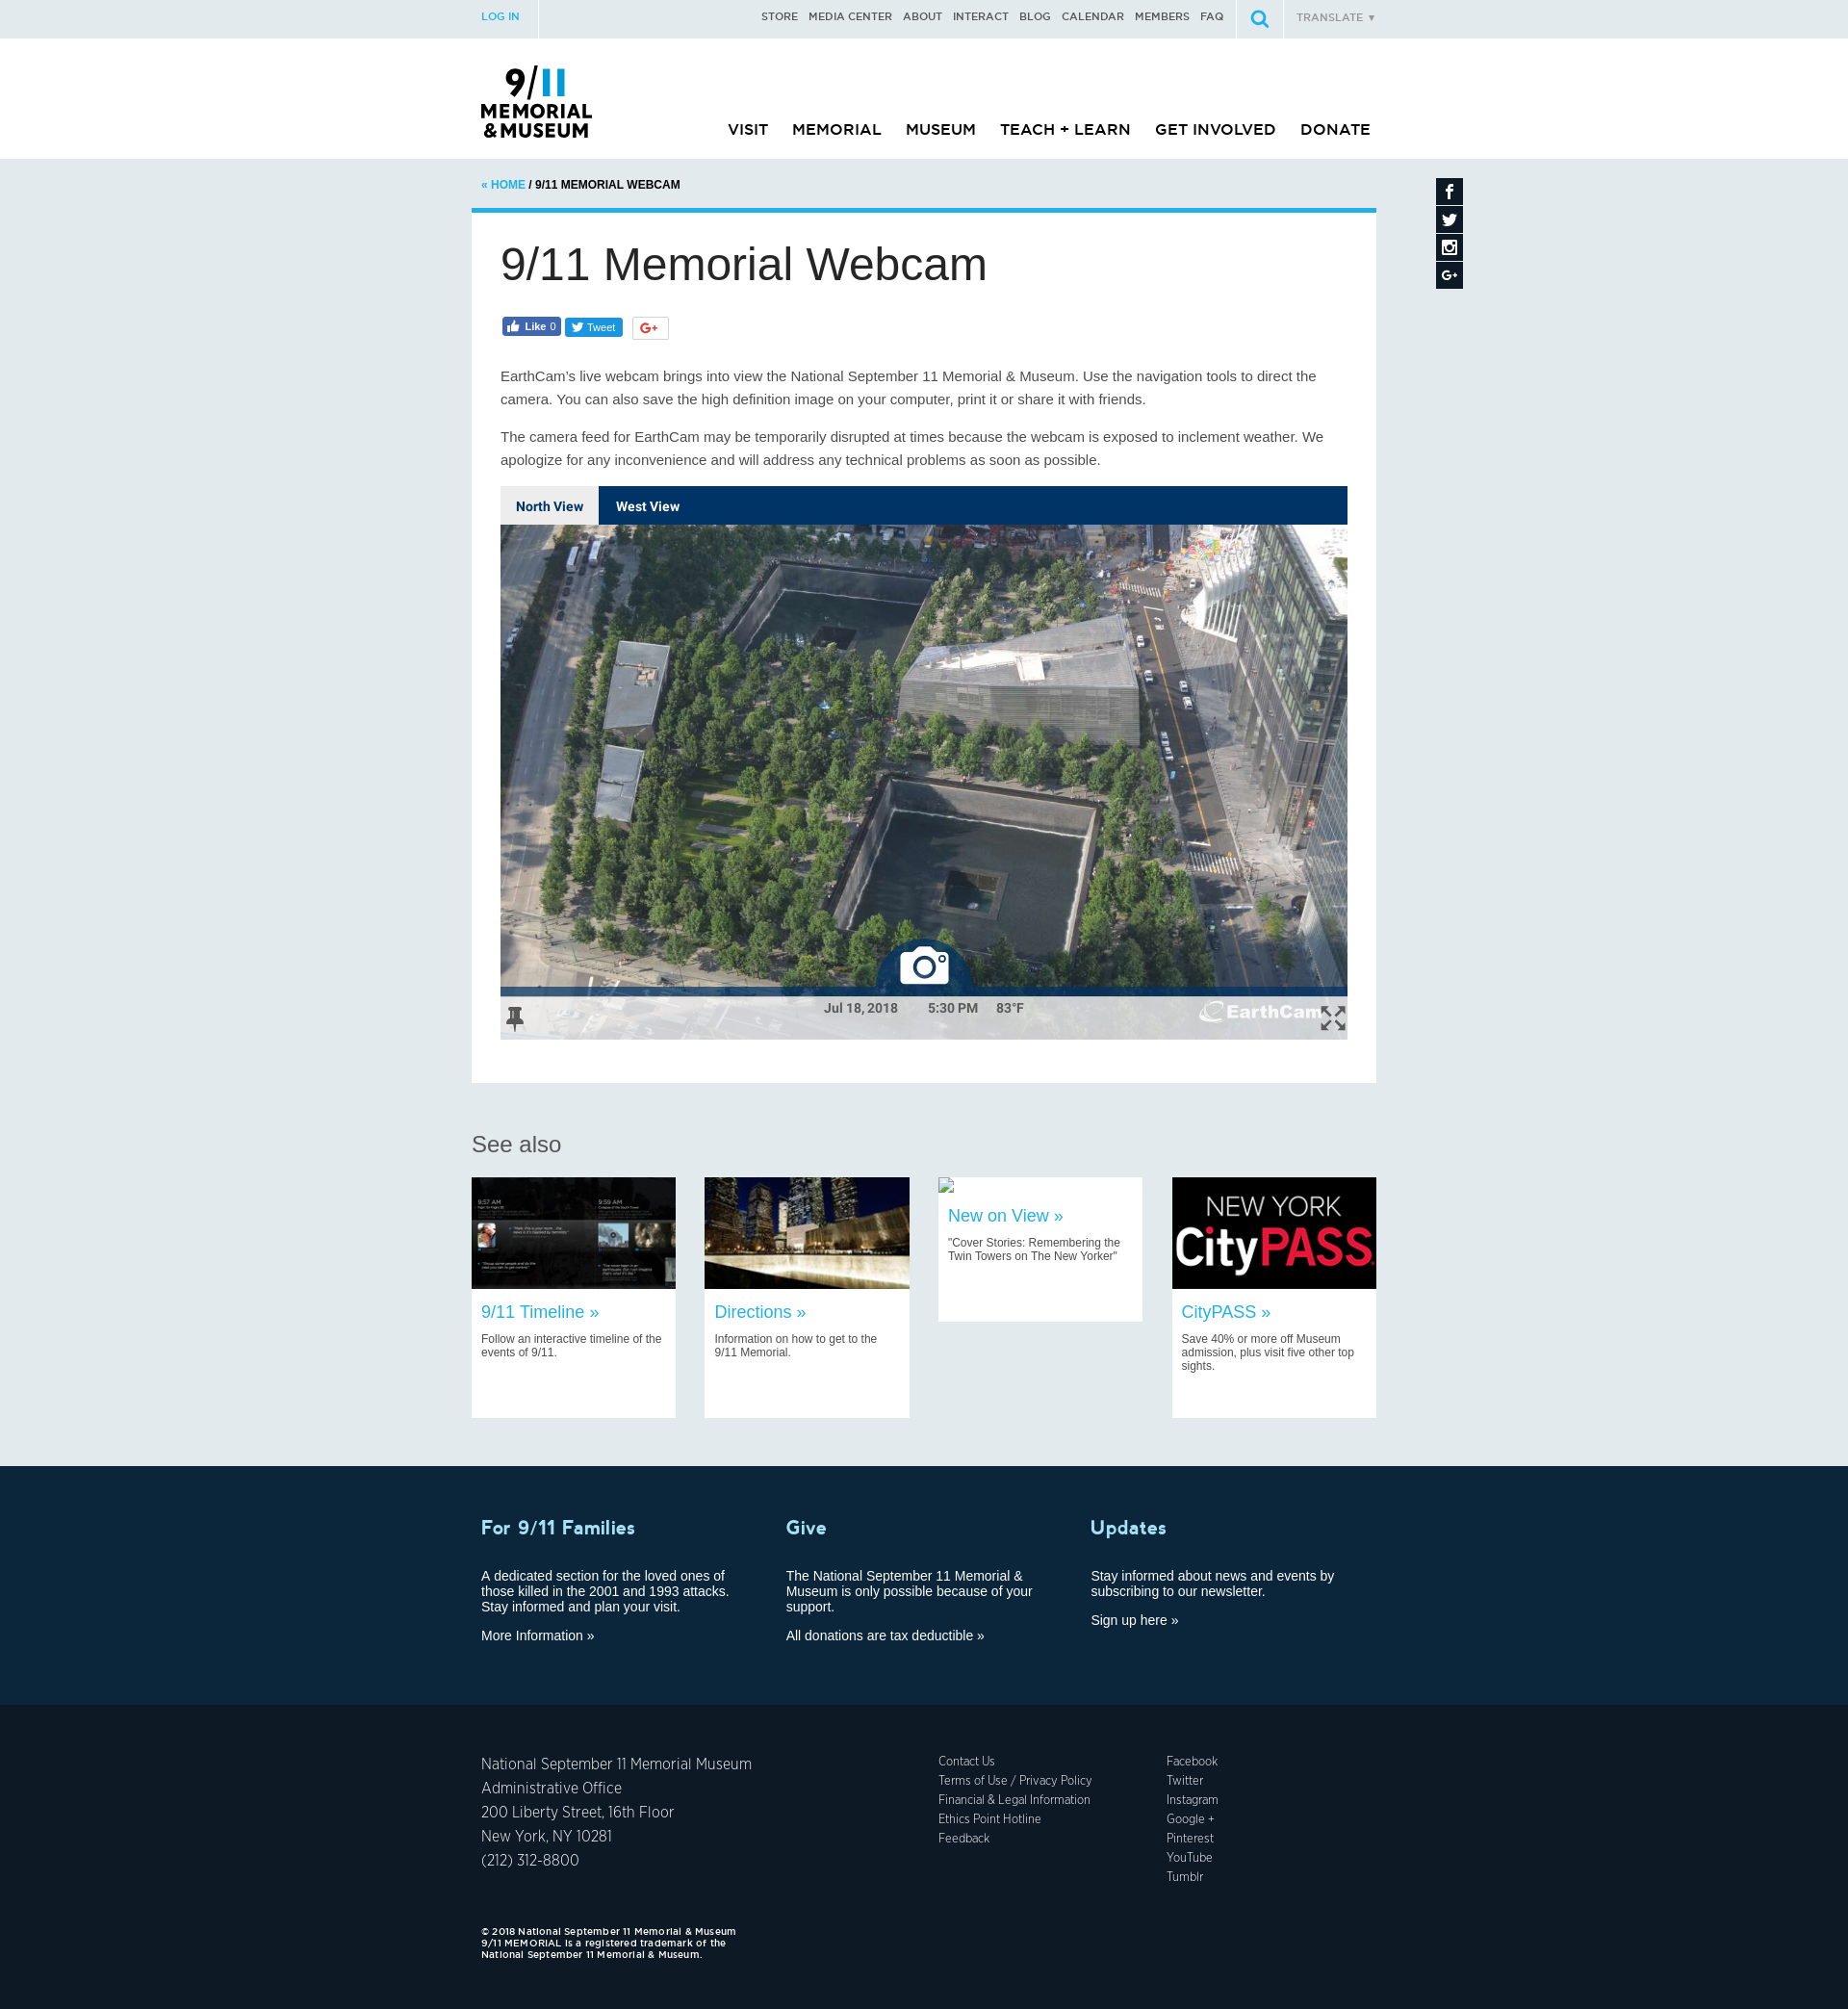 LOG IN
STORE MEDIA CENTER ABOUT INTERACT BLOG CALENDAR MEMBERS FAQ
TRANSLATE ▼
9/11
MEMORIAL
& MUSEUM
VISIT MEMORIAL MUSEUM TEACH + LEARN GET INVOLVED DONATE
« HOME / 9/11 MEMORIAL WEBCAM
9/11 Memorial Webcam
Like 0 Tweet G+
EarthCam's live webcam brings into view the National September 11 Memorial & Museum. Use the navigation tools to direct the
camera. You can also save the high definition image on your computer, print it or share it with friends.
The camera feed for EarthCam may be temporarily disrupted at times because the webcam is exposed to inclement weather. We
apologize for any inconvenience and will address any technical problems as soon as possible.
North View West View
Jul 18, 2018 5:30 PM 83°F
EarthCam
See also
9:57 AM
9:59 AM
9/11 Timeline »
Follow an interactive timeline of the
events of 9/11.
Directions »
Information on how to get to the
9/11 Memorial.
New on View »
"Cover Stories: Remembering the
Twin Towers on The New Yorker"
NEW YORK
CityPASS
CityPASS »
Save 40% or more off Museum
admission, plus visit five other top
sights.
For 9/11 Families
A dedicated section for the loved ones of
those killed in the 2001 and 1993 attacks.
Stay informed and plan your visit.
More Information »
Give
The National September 11 Memorial &
Museum is only possible because of your
support.
All donations are tax deductible »
Updates
Stay informed about news and events by
subscribing to our newsletter.
Sign up here »
National September 11 Memorial Museum
Administrative Office
200 Liberty Street, 16th Floor
New York, NY 10281
(212) 312-8800
Contact Us
Terms of Use / Privacy Policy
Financial & Legal Information
Ethics Point Hotline
Feedback
Facebook
Twitter
Instagram
Google +
Pinterest
YouTube
Tumblr
© 2018 National September 11 Memorial & Museum
9/11 MEMORIAL is a registered trademark of the
National September 11 Memorial & Museum.